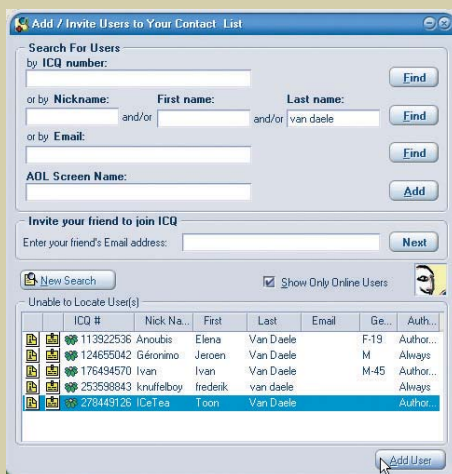 Add / Invite Users to Your Contact List
Search For Users
by ICQ number:
Find
or by Nickname: First name: Last name:
and/or and/or van daele Find
or by Email:
Find
AOL Screen Name:
Add
Invite your friend to join ICQ
Enter your friend's Email address: Next
New Search Show Only Online Users
Unable to Locate User(s)
ICQ # Nick Na... First Last Email Ge... Auth...
113922536 Anoubis Elena Van Daele F-19 Author...
124655042 Géronimo Jeroen Van Daele M Always
176494570 Ivan Ivan Van Daele M-45 Author...
253598843 knuffelboy frederik van daele Always
278449126 ICeTea Toon Van Daele Author...
Add User